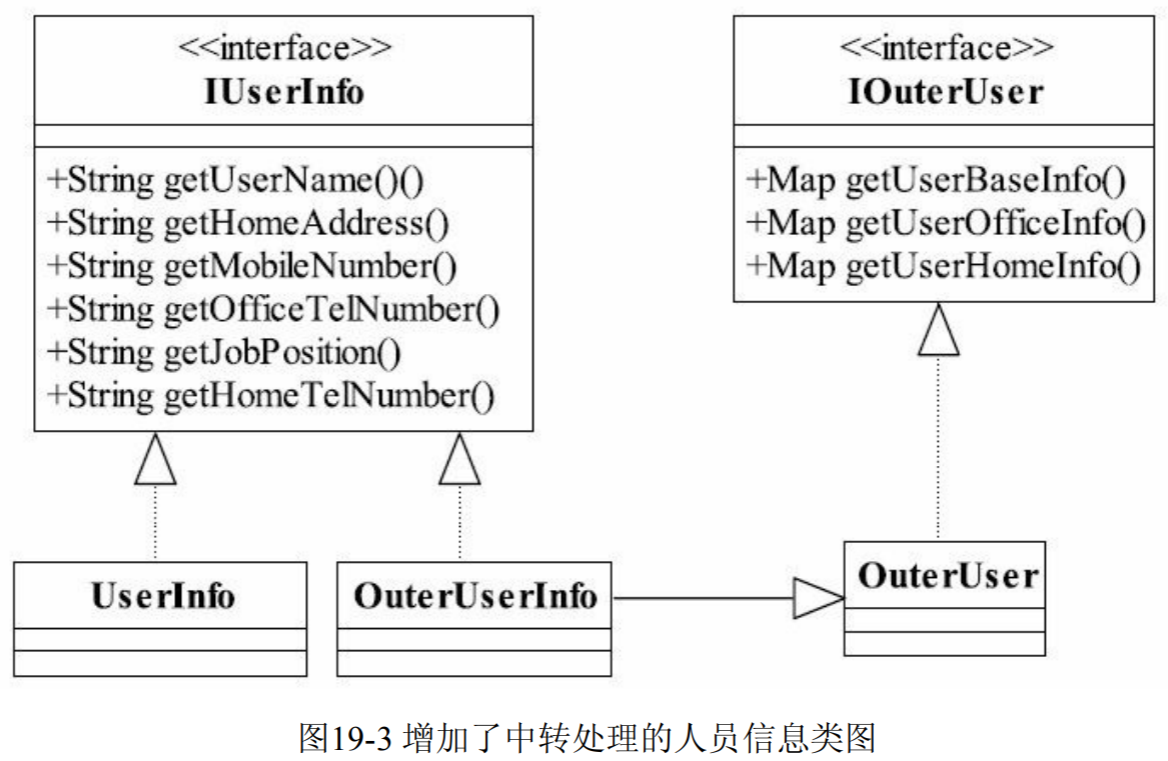 <<interface>>
IUserInfo
+String getUserName()()
+String getHomeAddress()
+String getMobileNumber()
+String getOfficeTelNumber()
+String getJobPosition()
+String getHomeTelNumber()
<<interface>>
IOuterUser
+Map getUserBaseInfo()
+Map getUserOfficeInfo()
+Map getUserHomeInfo()
UserInfo
OuterUserInfo
OuterUser
图19-3 增加了中转处理的人员信息类图